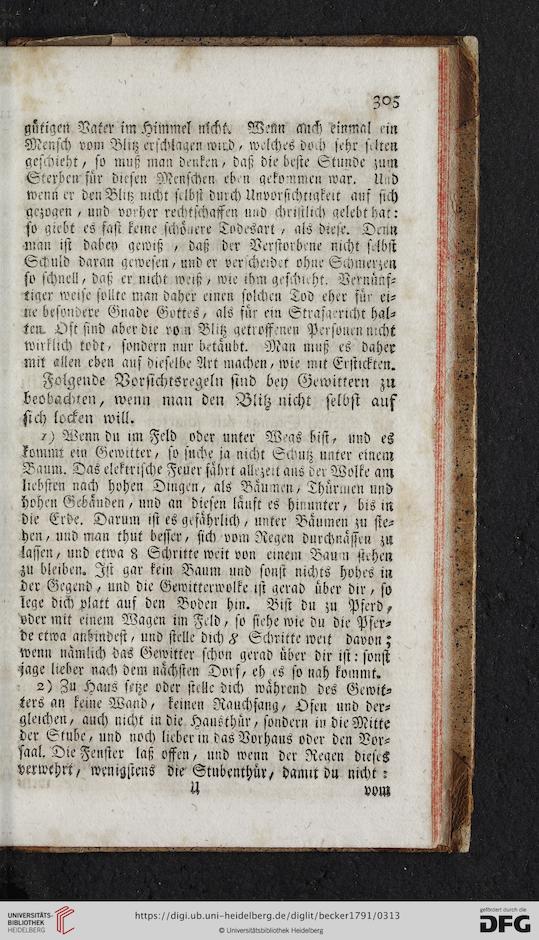 305
gütigen Vater im Himmel nicht. Wenn auch einmal ein
Mensch vom Blitz erschlagen wird, welches doch sehr selten
geschieht, so muß man denken, daß die beste Stunde zum
Sterben für diesen Menschen eben gekommen war. Und
wenn er den Blitz nicht selbst durch Unvorsichtigkeit auf sich
gezogen, und vorher rechtschaffen und christlich gelebt hat:
so giebt es fast keine schönere Todesart, als diese. Denn
man ist dabey gewiß, daß der Verstorbene nicht selbst
Schuld daran gewesen, und er verscheidet ohne Schmerzen
so schnell, daß er nicht weiß, wie ihm geschieht. Vernünf-
tiger weise sollte man daher einen solchen Tod eher für ei-
ne besondere Gnade Gottes, als für ein Strafgericht hal-
ten. Oft sind aber die vom Blitz getroffenen Personen nicht
wirklich todt, sondern nur betäubt. Man muß es daher
mit allen eben auf dieselbe Art machen, wie mit Erstickten.
Folgende Vorsichtsregeln sind bey Gewittern zu
beobachten, wenn man den Blitz nicht selbst auf
sich locken will.
1) Wenn du im Feld oder unter Wegs bist, und es
kommt ein Gewitter, so suche ja nicht Schutz unter einem
Baum. Das elektrische Feuer fährt allezeit aus der Wolke am
liebsten nach hohen Dingen, als Bäumen, Thürmen und
hohen Gebäuden, und an diesen läuft es hinunter, bis in
die Erde. Darum ist es gefährlich, unter Bäumen zu ste-
hen, und man thut besser, sich vom Regen durchnässen zu
lassen, und etwa 8 Schritte weit von einem Baum stehen
zu bleiben. Ist gar kein Baum und sonst nichts hohes in
der Gegend, und die Gewitterwolke ist gerad über dir, so
lege dich platt auf den Boden hin. Bist du zu Pferd,
oder mit einem Wagen im Feld, so siehe wie du die Pfer-
de etwa anbindest, und stelle dich 8 Schritte weit davon;
wenn nämlich das Gewitter schon gerad über dir ist: sonst
jage lieber nach dem nächsten Dorf, eh es so nah kommt.
2) Zu Haus setze oder stelle dich während des Gewit-
ters an keine Wand, keinen Rauchfang, Ofen und der-
gleichen, auch nicht in die Hausthür, sondern in die Mitte
der Stube, und noch lieber in das Vorhaus oder den Vor-
saal. Die Fenster laß offen, und wenn der Regen dieses
verwehrt, wenigstens die Stubenthür, damit du nicht
U
vom
UNIVERSITÄTS-
BIBLIOTHEK
HEIDELBERG
https://digi.ub.uni-heidelberg.de/diglit/becker1791/0313
© Universitätsbibliothek Heidelberg
gefördert durch die
DFG